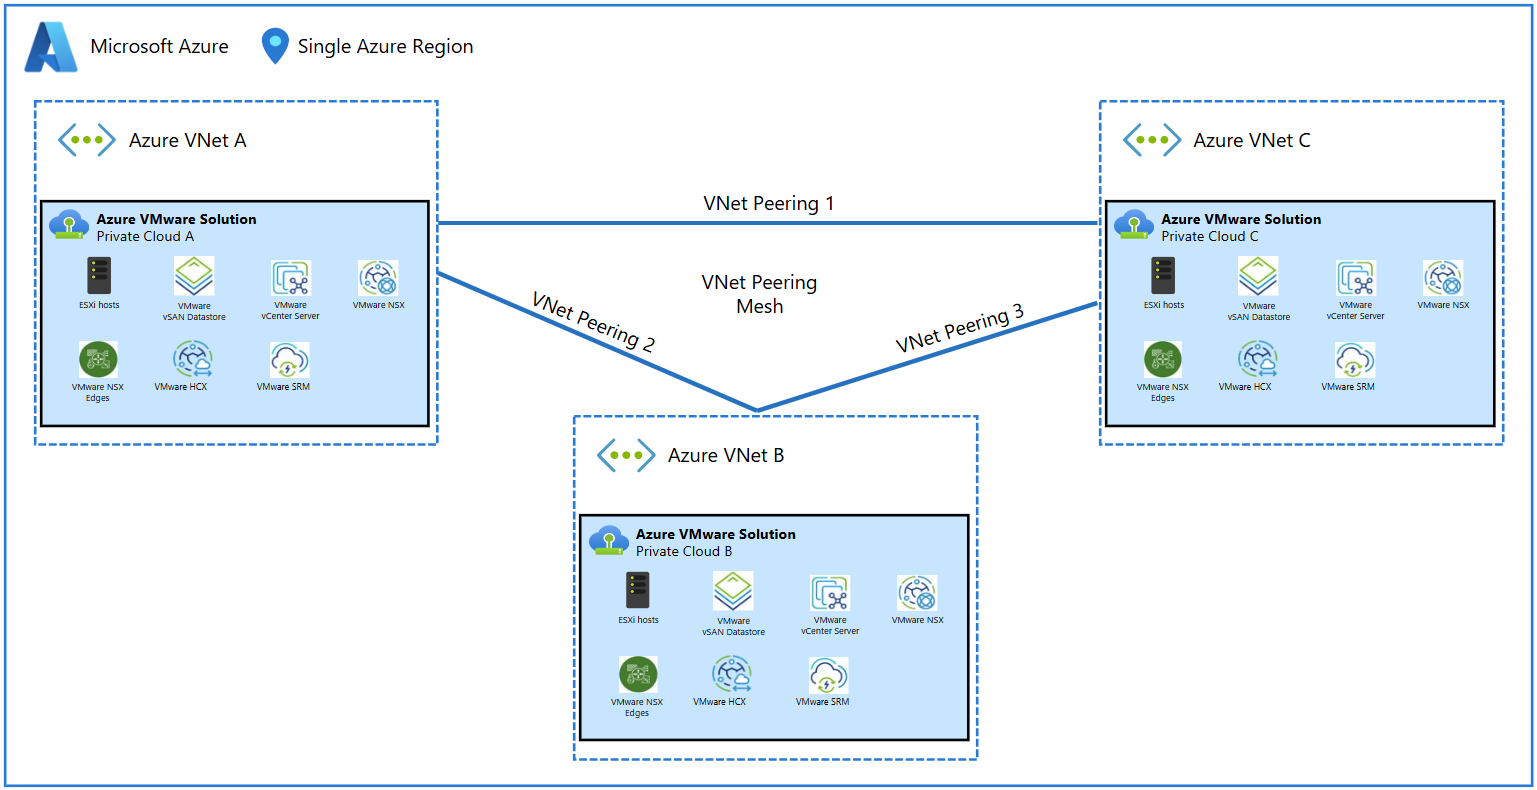 Microsoft Azure
Single Azure Region
Azure VNet A
Azure VMware Solution
Private Cloud A
ESXi hosts
VMware
vSAN Datastore
VMware
vCenter Server
VMware NSX
VMware NSX
Edges
VMware HCX
VMware SRM
VNet Peering 1
VNet Peering
Mesh
VNet Peering 2
VNet Peering 3
Azure VNet C
Azure VMware Solution
Private Cloud C
ESXi hosts
VMware
vSAN Datastore
VMware
vCenter Server
VMware NSX
VMware NSX
Edges
VMware HCX
VMware SRM
Azure VNet B
Azure VMware Solution
Private Cloud B
ESXi hosts
VMware
vSAN Datastore
VMware
vCenter Server
VMware NSX
VMware NSX
Edges
VMware HCX
VMware SRM